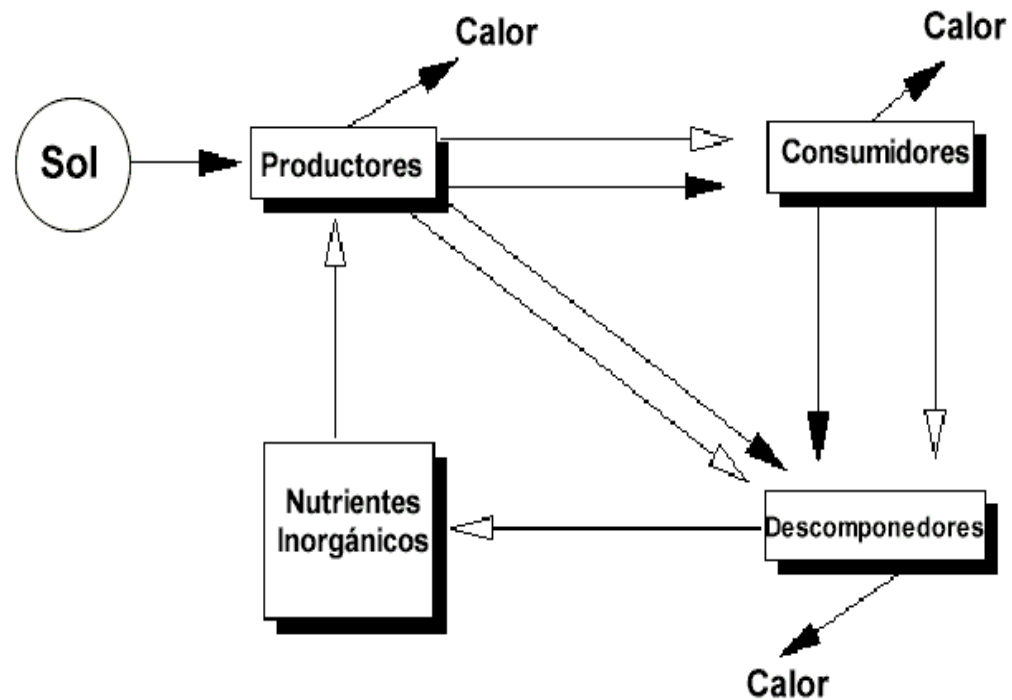 Calor
Calor
Sol
Productores
Consumidores
Nutrientes
Inorgánicos
Descomponedores
Calor